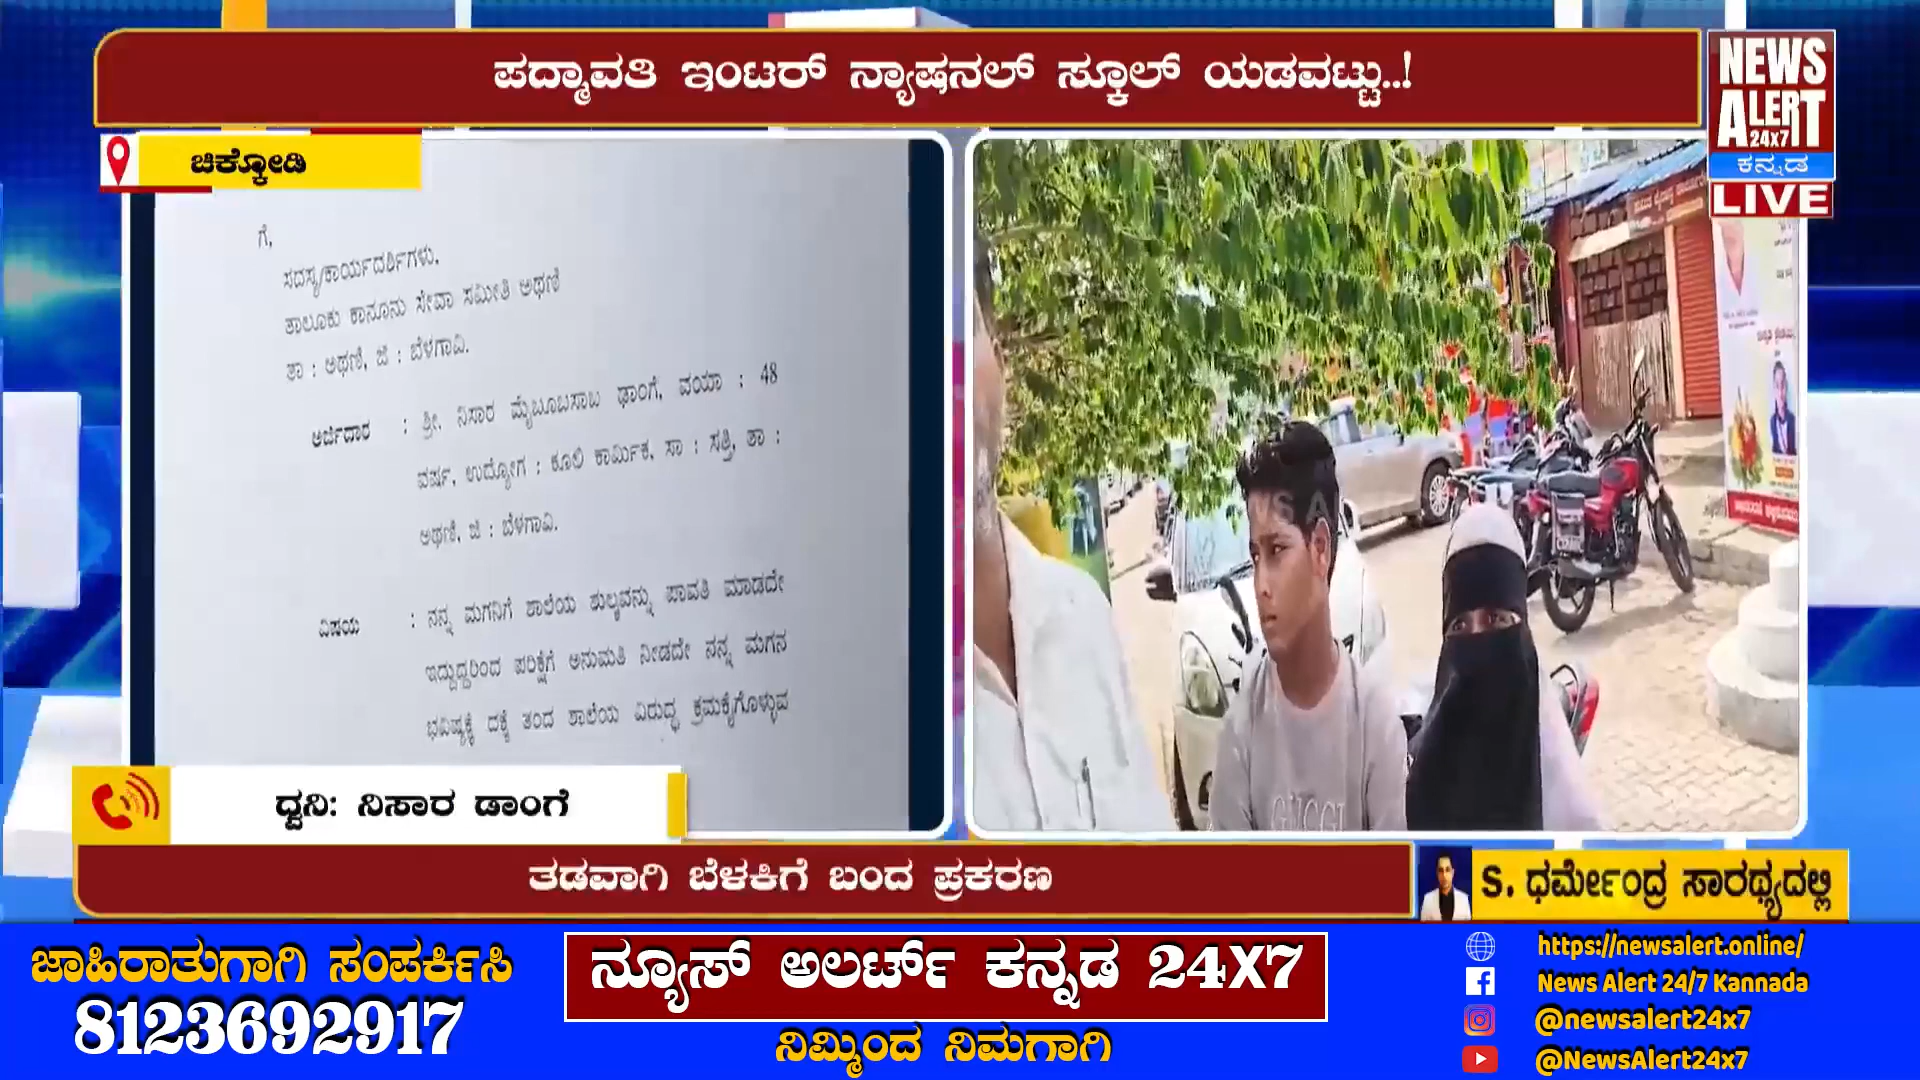 ಪದ್ಮಾವತಿ ಇಂಟರ್ ನ್ಯಾಷನಲ್ ಸ್ಕೂಲ್ ಯಡವಟ್ಟು..!
NEWS
ALERT
24x7
ಕನ್ನಡ
LIVE
ಚಿಕ್ಕೋಡಿ
ಗೆ,
ಸದಸ್ಯ/ಕಾರ್ಯದರ್ಶಿಗಳು,
ತಾಲೂಕು ಕಾನೂನು ಸೇವಾ ಸಮೀತಿ ಅಥಣಿ
ತಾ : ಅಥಣಿ, ಜಿ : ಬೆಳಗಾವಿ.
ಅರ್ಜಿದಾರ : ಶ್ರೀ. ನಿಸಾರ ಮೈಬೂಬಸಾಬ ಢಾಂಗೆ, ವಯಾ : 48
ವರ್ಷ, ಉದ್ಯೋಗ : ಕೂಲಿ ಕಾರ್ಮಿಕ, ಸಾ : ಸತ್ತಿ, ತಾ :
ಅಥಣಿ, ಜಿ : ಬೆಳಗಾವಿ.
ವಿಷಯ : ನನ್ನ ಮಗನಿಗೆ ಶಾಲೆಯ ಶುಲ್ಕವನ್ನು ಪಾವತಿ ಮಾಡದೇ
ಇದ್ದುದ್ದರಿಂದ ಪರಿಕ್ಷೆಗೆ ಅನುಮತಿ ನೀಡದೇ ನನ್ನ ಮಗನ
ಭವಿಷ್ಯಕ್ಕೆ ದಕ್ಕೆ ತಂದ ಶಾಲೆಯ ವಿರುದ್ಧ ಕ್ರಮಕೈಗೊಳ್ಳುವ
GUCCI
ಧ್ವನಿ: ನಿಸಾರ ಡಾಂಗೆ
ತಡವಾಗಿ ಬೆಳಕಿಗೆ ಬಂದ ಪ್ರಕರಣ
S. ಧರ್ಮೇಂದ್ರ ಸಾರಥ್ಯದಲ್ಲಿ
ಜಾಹಿರಾತುಗಾಗಿ ಸಂಪರ್ಕಿಸಿ
8123692917
ನ್ಯೂಸ್ ಅಲರ್ಟ್ ಕನ್ನಡ 24X7
ನಿಮ್ಮಿಂದ ನಿಮಗಾಗಿ
https://newsalert.online/
News Alert 24/7 Kannada
@newsalert24x7
@NewsAlert24x7